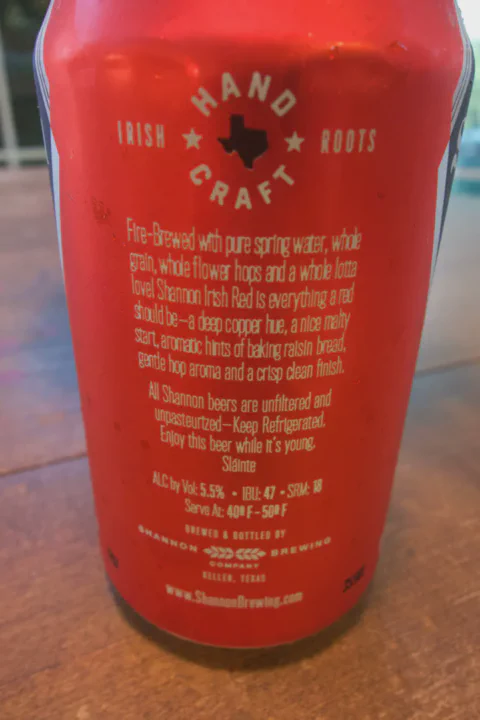 HAND
IRISH ROOTS
CRAFT
Fire-Brewed with pure spring water, whole
grain, whole flower hops and a whole lotta
love! Shannon Irish Red is everything a red
should be—a deep copper hue, a nice malty
start, aromatic hints of baking raisin bread,
gentle hop aroma and a crisp clean finish.
All Shannon beers are unfiltered and
unpasteurized—Keep Refrigerated.
Enjoy this beer while it's young.
Sláinte
ALC by Vol: 5.5% • IBU: 47 • SRM: 18
Serve At: 40º F - 50º F
BREWED & BOTTLED BY
SHANNON BREWING
COMPANY
KELLER, TEXAS
www.ShannonBrewing.com